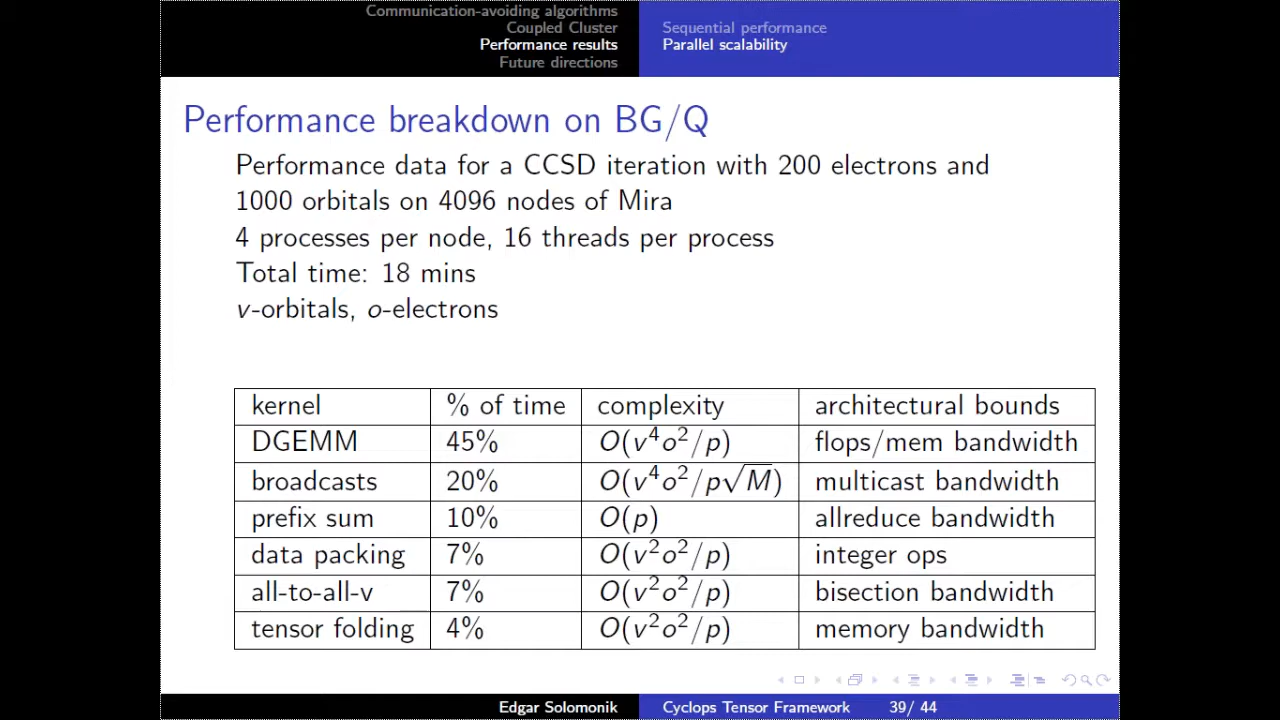 Communication-avoiding algorithms
Coupled Cluster
Performance results
Future directions
Sequential performance
Parallel scalability
Performance breakdown on BG/Q
Performance data for a CCSD iteration with 200 electrons and
1000 orbitals on 4096 nodes of Mira
4 processes per node, 16 threads per process
Total time: 18 mins
v-orbitals, o-electrons
kernel % of time complexity architectural bounds
DGEMM 45% O(v⁴o²/p) flops/mem bandwidth
broadcasts 20% O(v⁴o²/p√M) multicast bandwidth
prefix sum 10% O(p) allreduce bandwidth
data packing 7% O(v²o²/p) integer ops
all-to-all-v 7% O(v²o²/p) bisection bandwidth
tensor folding 4% O(v²o²/p) memory bandwidth
Edgar Solomonik Cyclops Tensor Framework 39/ 44